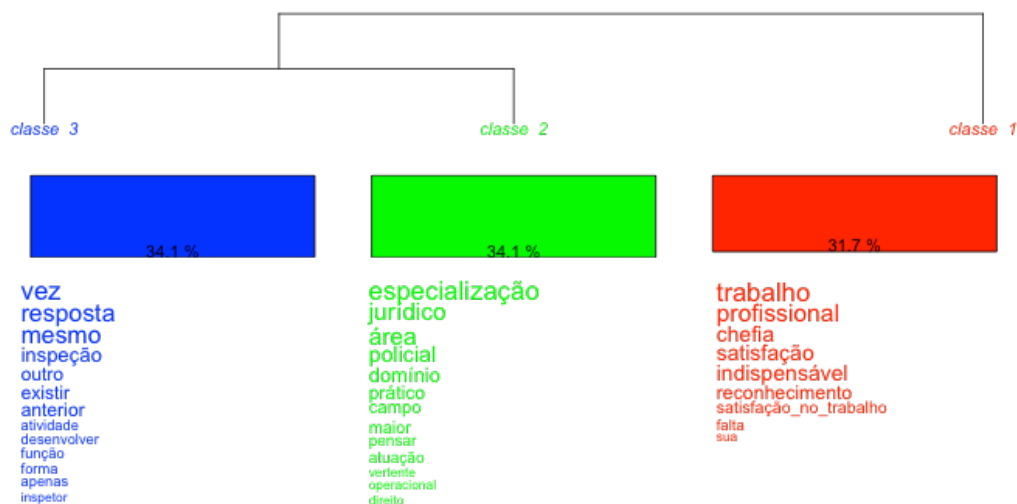 classe 3
classe 2
classe 1
34.1 %
34.1 %
31.7 %
vez
resposta
mesmo
inspeção
outro
existir
anterior
atividade
desenvolver
função
forma
apenas
inspetor
especialização
jurídico
área
policial
domínio
prático
campo
maior
pensar
atuação
vertente
operacional
direito
trabalho
profissional
chefia
satisfação
indispensável
reconhecimento
satisfação_no_trabalho
falta
sua